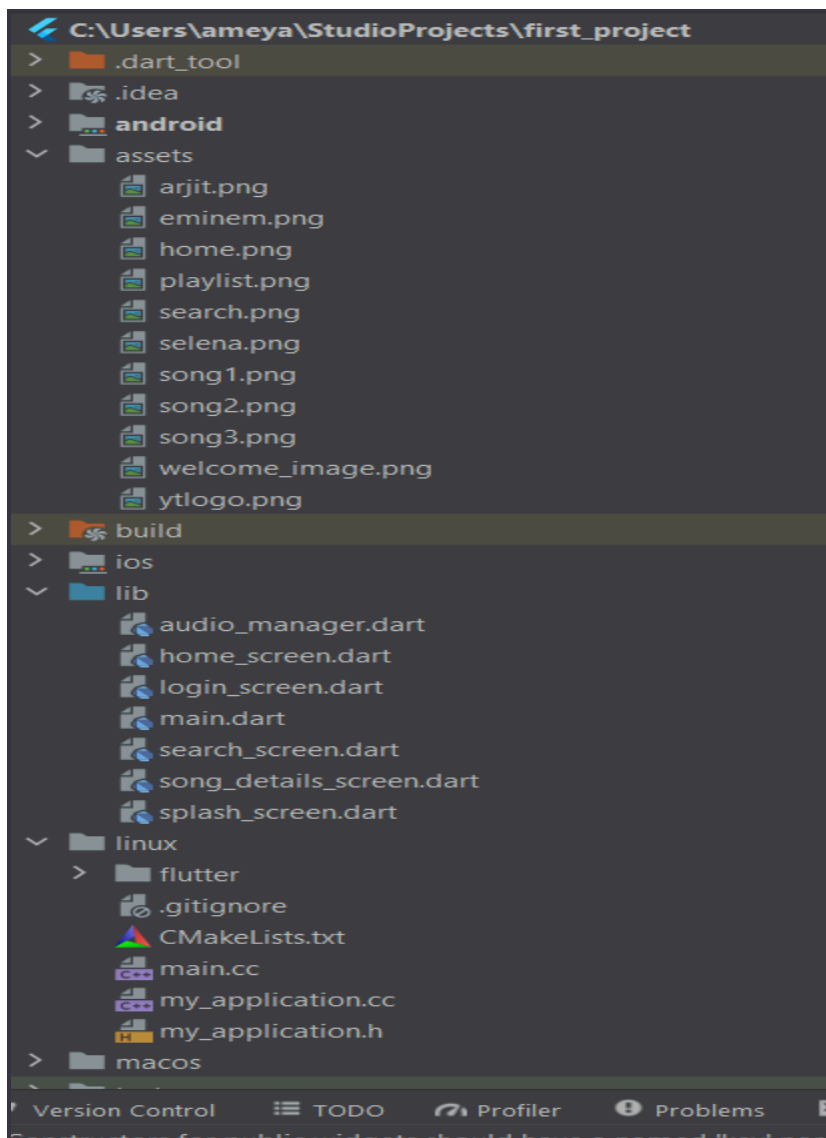 C:\Users\ameya\StudioProjects\first_project
.dart_tool
.idea
android
assets
arjit.png
eminem.png
home.png
playlist.png
search.png
selena.png
song1.png
song2.png
song3.png
welcome_image.png
ytlogo.png
build
ios
lib
audio_manager.dart
home_screen.dart
login_screen.dart
main.dart
search_screen.dart
song_details_screen.dart
splash_screen.dart
linux
flutter
.gitignore
CMakeLists.txt
C++ main.cc
C++ my_application.cc
H my_application.h
macos
Version Control TODO Profiler Problems